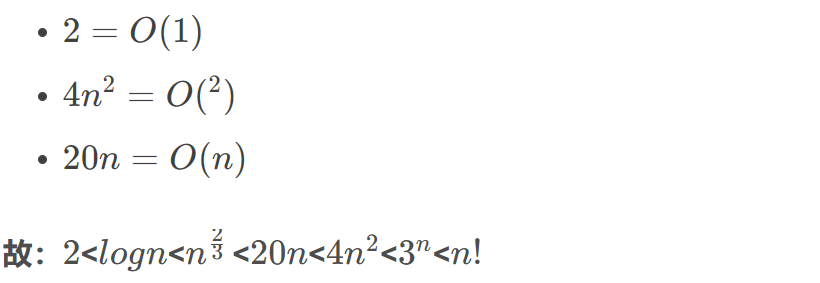 • 2 = O(1)
• 4n² = O(²)
• 20n = O(n)
故：2<logn<n^{2/3}<20n<4n²<3ⁿ<n!